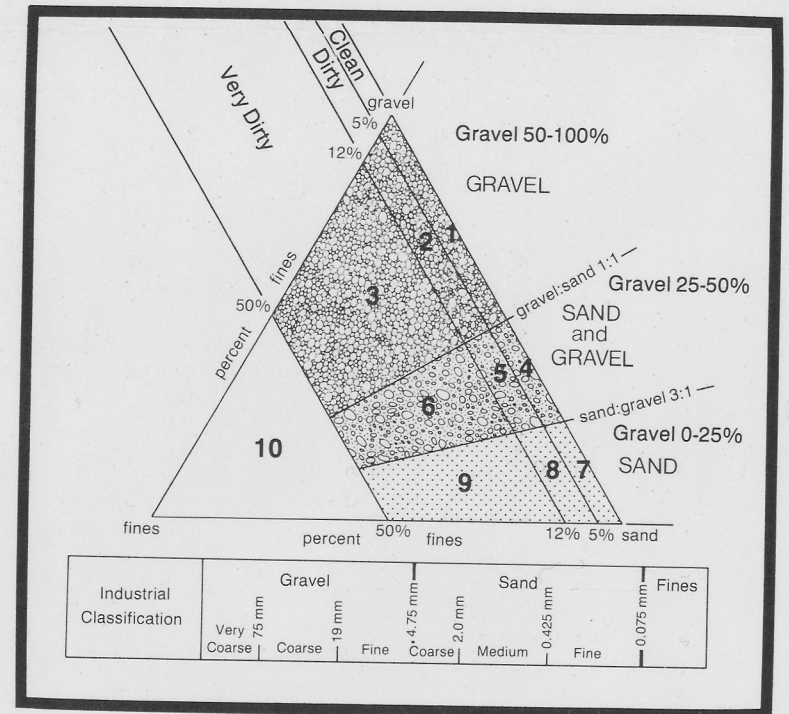 Very Dirty
Dirty
Clean
gravel
5%
12%
Gravel 50-100%
GRAVEL
2
1
fines
3
gravel:sand 1:1
50%
percent
Gravel 25-50%
SAND
and
GRAVEL
5
4
6
sand:gravel 3:1
Gravel 0-25%
SAND
10
9
8
7
fines
percent
50%
fines
12%
5%
sand
Industrial
Classification
Gravel
Sand
Fines
75 mm
19 mm
4.75 mm
2.0 mm
0.425 mm
0.075 mm
Very
Coarse
Coarse
Fine
Coarse
Medium
Fine